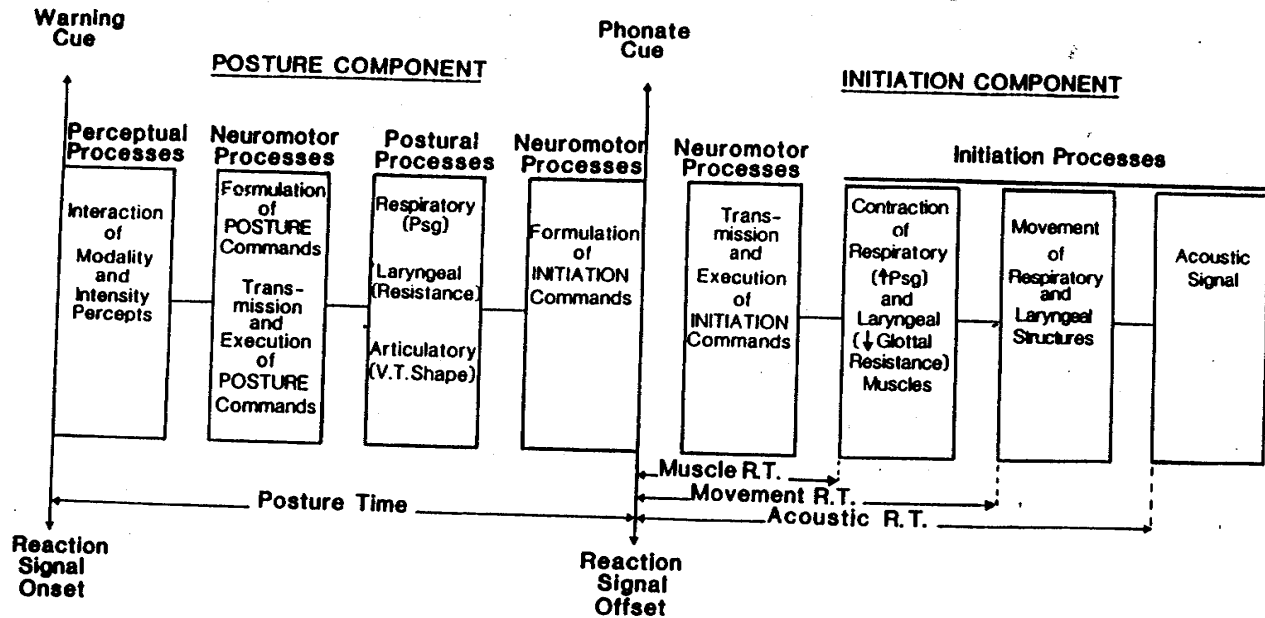 Warning
Cue
POSTURE COMPONENT
Phonate
Cue
INITIATION COMPONENT
Perceptual
Processes
Interaction
of
Modality
and
Intensity
Percepts
Neuromotor
Processes
Formulation
of
POSTURE
Commands
Trans-
mission
and
Execution
of
POSTURE
Commands
Postural
Processes
Respiratory
(Psg)
Laryngeal
(Resistance)
Articulatory
(V.T.Shape)
Neuromotor
Processes
Formulation
of
INITIATION
Commands
Neuromotor
Processes
Trans-
mission
and
Execution
of
INITIATION
Commands
Initiation Processes
Contraction
of
Respiratory
(↑Psg)
and
Laryngeal
(↓Glottal
Resistance)
Muscles
Movement
of
Respiratory
and
Laryngeal
Structures
Acoustic
Signal
Muscle R.T.
Movement R.T.
Acoustic R.T.
Posture Time
Reaction
Signal
Onset
Reaction
Signal
Offset